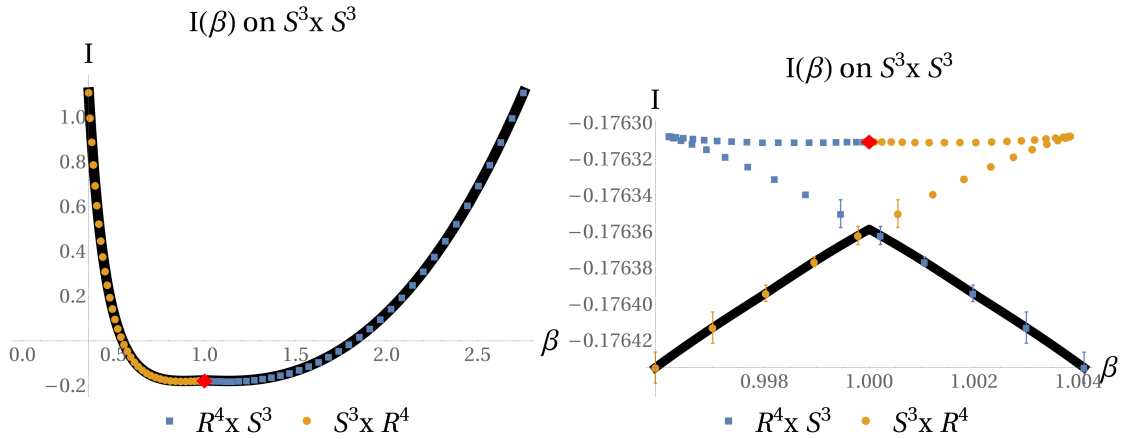 I(β) on S³x S³
I
1.0
0.8
0.6
0.4
0.2
−0.2
0.0 0.5 1.0 1.5 2.0 2.5 β
R⁴x S³ S³x R⁴
I(β) on S³x S³
I
−0.17630
−0.17632
−0.17634
−0.17636
−0.17638
−0.17640
−0.17642
0.998 1.000 1.002 1.004 β
R⁴x S³ S³x R⁴